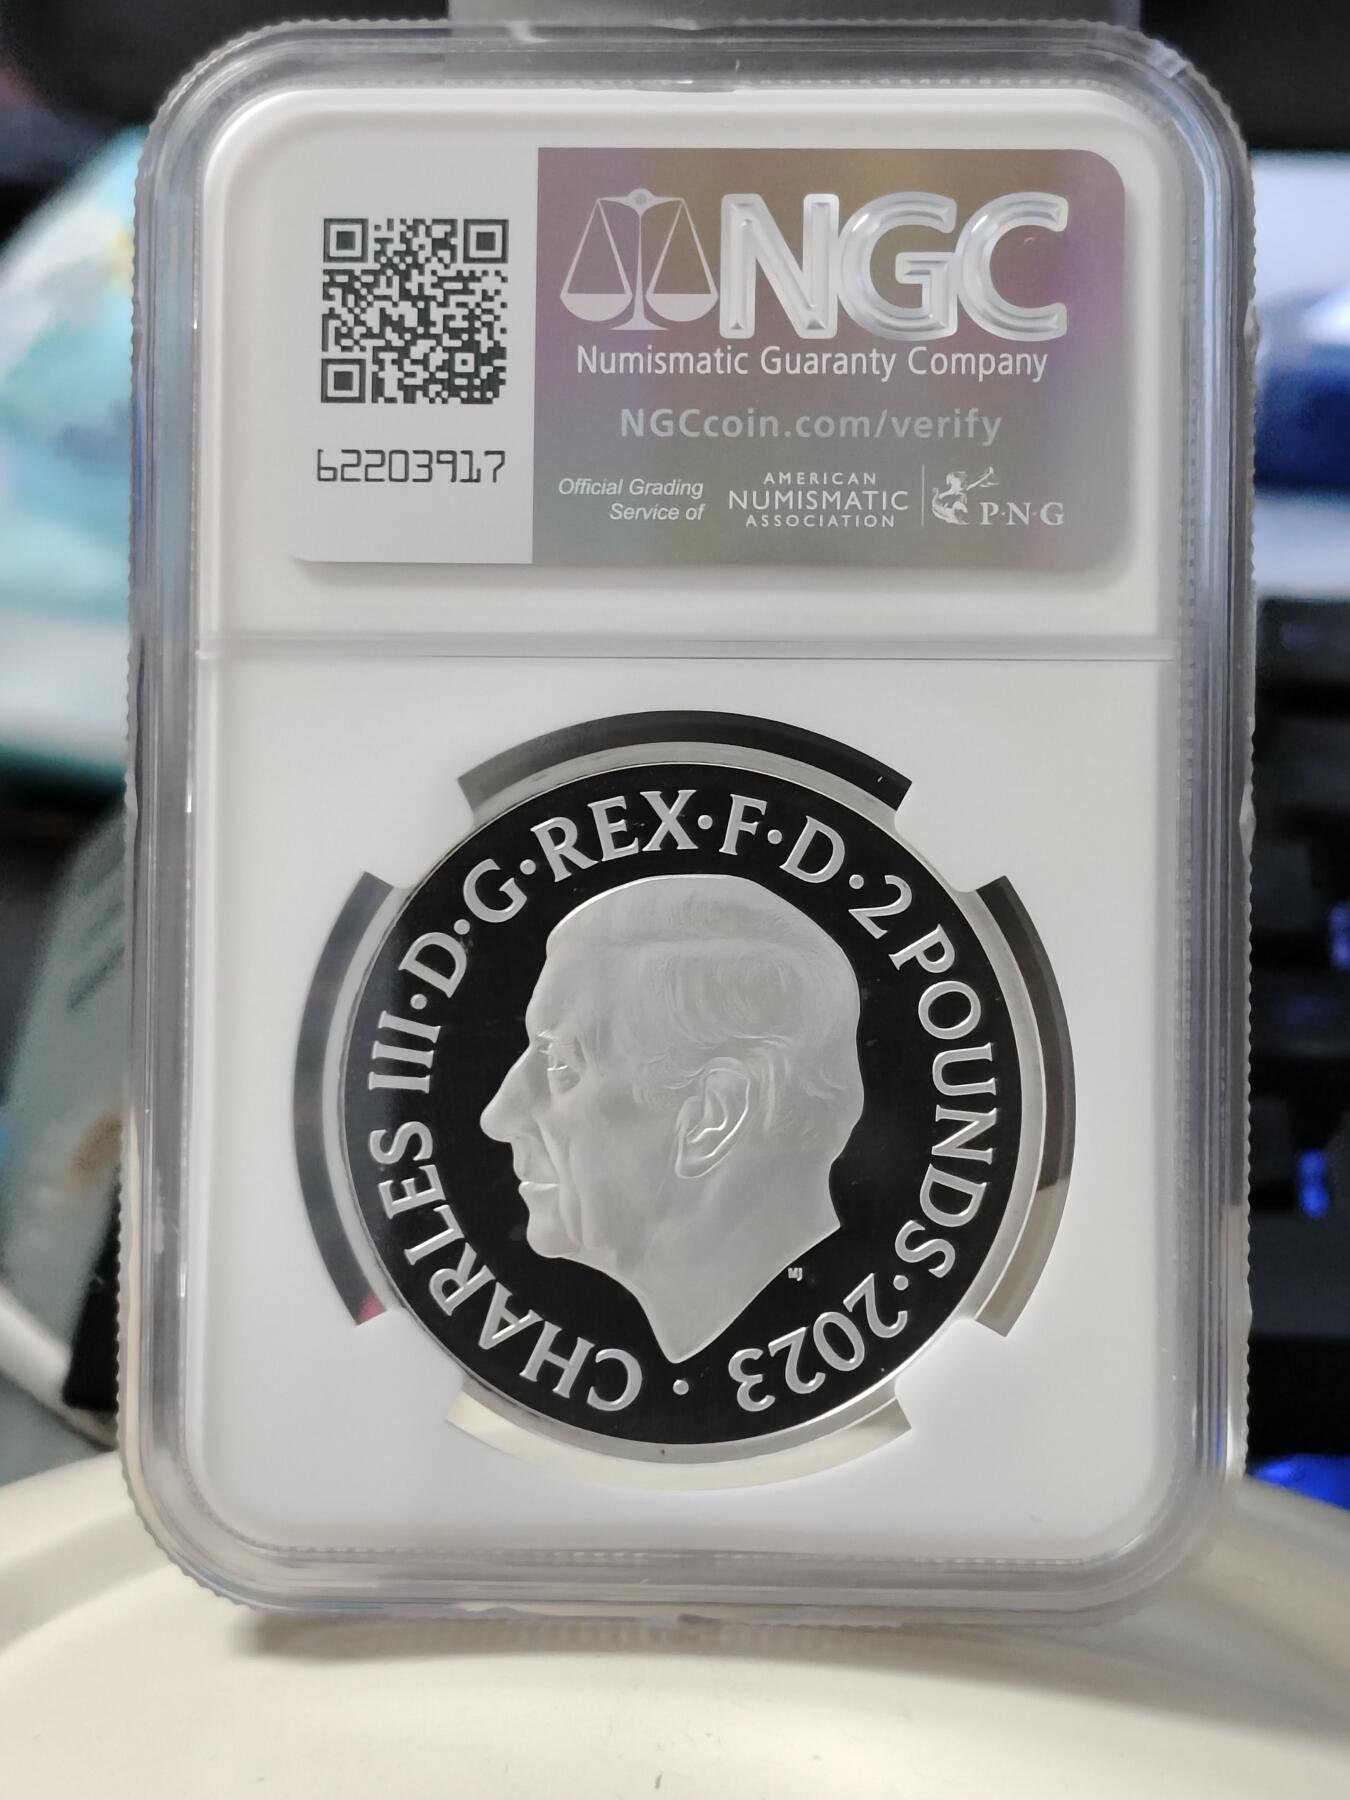 NGC
Numismatic Guaranty Company
NGCcoin.com/verify
62203917
Official Grading
Service of
AMERICAN
NUMISMATIC
ASSOCIATION
P·N·G
CHARLES III·D·G·REX·F·D·2 POUNDS·2023·
MJ